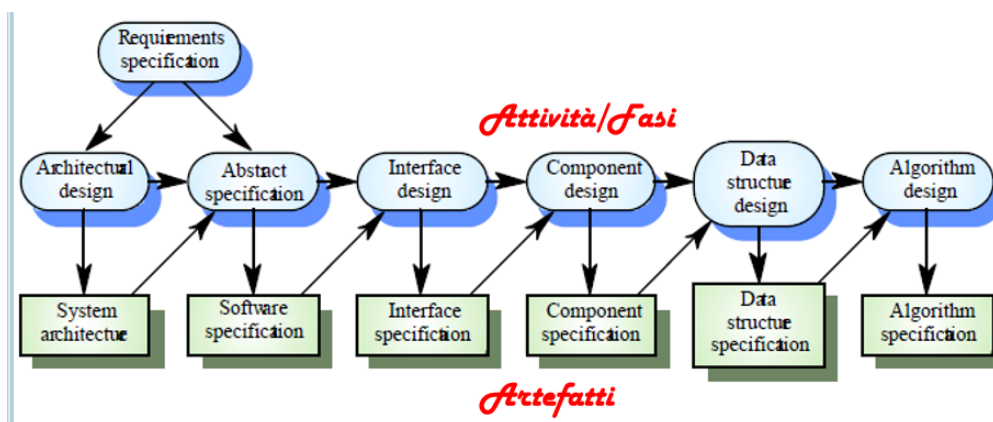 Requirements
specification
Attività/Fasi
Architectural
design
Abstract
specification
Interface
design
Component
design
Data
structure
design
Algorithm
design
System
architecture
Software
specification
Interface
specification
Component
specification
Data
structure
specification
Algorithm
specification
Artefatti